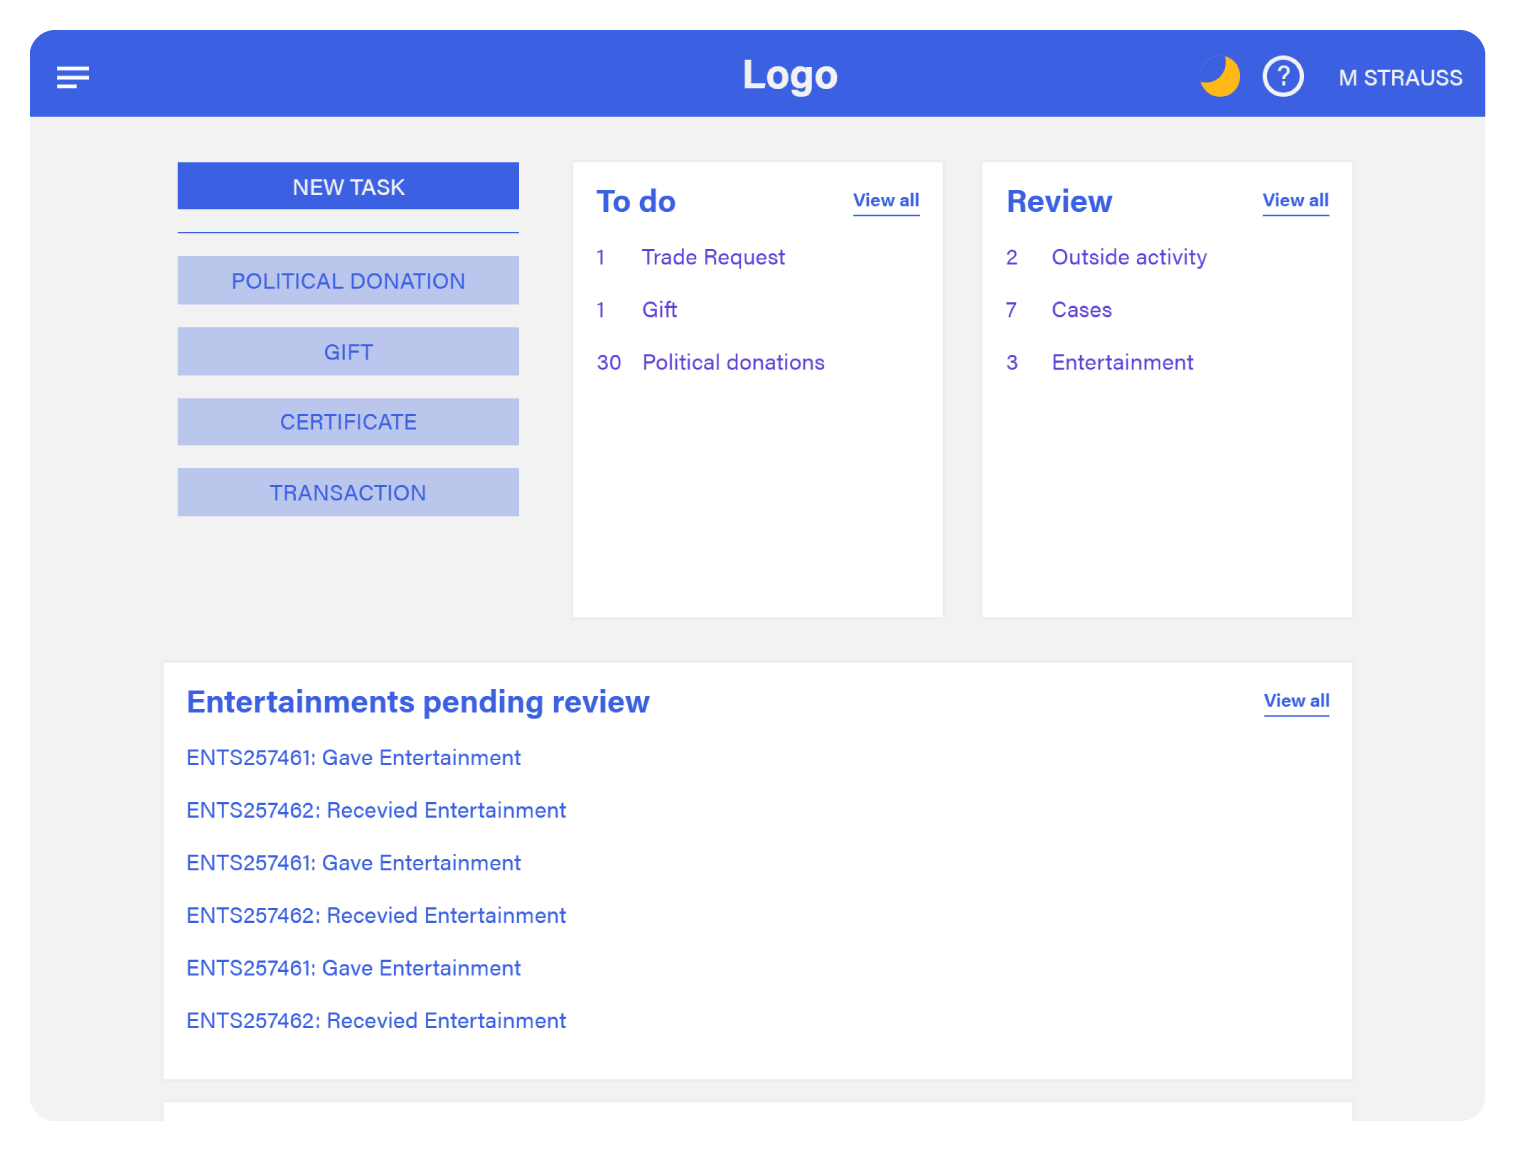 Logo
?
M STRAUSS
NEW TASK
POLITICAL DONATION
GIFT
CERTIFICATE
TRANSACTION
To do
View all
1 Trade Request
1 Gift
30 Political donations
Review
View all
2 Outside activity
7 Cases
3 Entertainment
Entertainments pending review
View all
ENTS257461: Gave Entertainment
ENTS257462: Recevied Entertainment
ENTS257461: Gave Entertainment
ENTS257462: Recevied Entertainment
ENTS257461: Gave Entertainment
ENTS257462: Recevied Entertainment